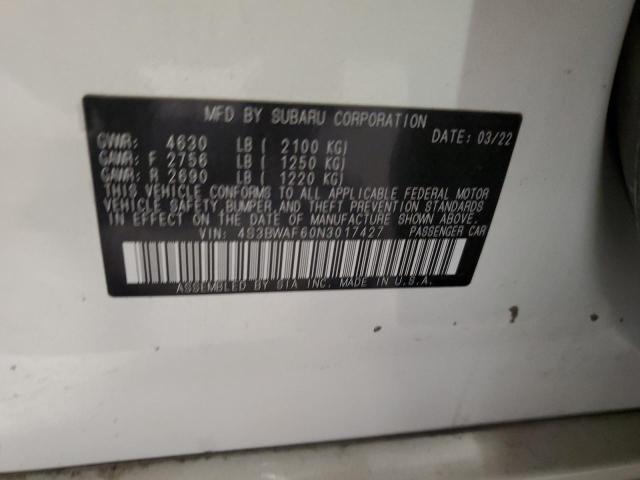 MFD BY SUBARU CORPORATION
DATE: 03/22
GVWR: 4630 LB ( 2100 KG)
GAWR: F 2756 LB ( 1250 KG)
GAWR: R 2690 LB ( 1220 KG)
THIS VEHICLE CONFORMS TO ALL APPLICABLE FEDERAL MOTOR
VEHICLE SAFETY, BUMPER, AND THEFT PREVENTION STANDARDS
IN EFFECT ON THE DATE OF MANUFACTURE SHOWN ABOVE.
VIN: 4S3BWAF60N3017427 PASSENGER CAR
ASSEMBLED BY SIA INC. MADE IN U.S.A.